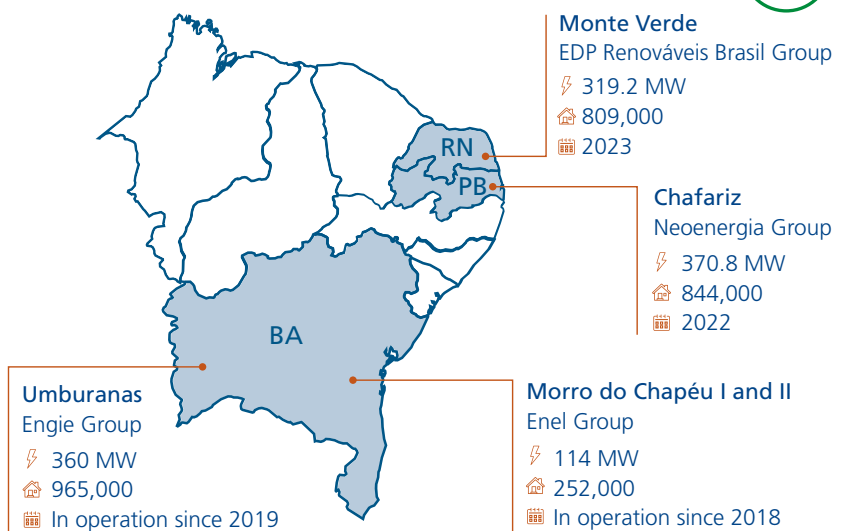 Monte Verde
EDP Renováveis Brasil Group
319.2 MW
809,000
2023
RN
PB
Chafariz
Neoenergia Group
370.8 MW
844,000
2022
BA
Umburanas
Engie Group
360 MW
965,000
In operation since 2019
Morro do Chapéu I and II
Enel Group
114 MW
252,000
In operation since 2018